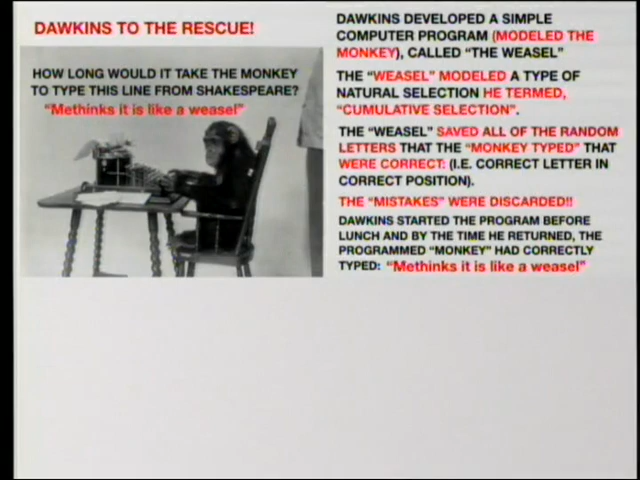 DAWKINS TO THE RESCUE!
HOW LONG WOULD IT TAKE THE MONKEY
TO TYPE THIS LINE FROM SHAKESPEARE?
"Methinks it is like a weasel"
DAWKINS DEVELOPED A SIMPLE
COMPUTER PROGRAM (MODELED THE
MONKEY), CALLED "THE WEASEL"
THE "WEASEL" MODELED A TYPE OF
NATURAL SELECTION HE TERMED,
"CUMULATIVE SELECTION".
THE "WEASEL" SAVED ALL OF THE RANDOM
LETTERS THAT THE "MONKEY TYPED" THAT
WERE CORRECT: (I.E. CORRECT LETTER IN
CORRECT POSITION).
THE "MISTAKES" WERE DISCARDED!!
DAWKINS STARTED THE PROGRAM BEFORE
LUNCH AND BY THE TIME HE RETURNED, THE
PROGRAMMED "MONKEY" HAD CORRECTLY
TYPED: "Methinks it is like a weasel"